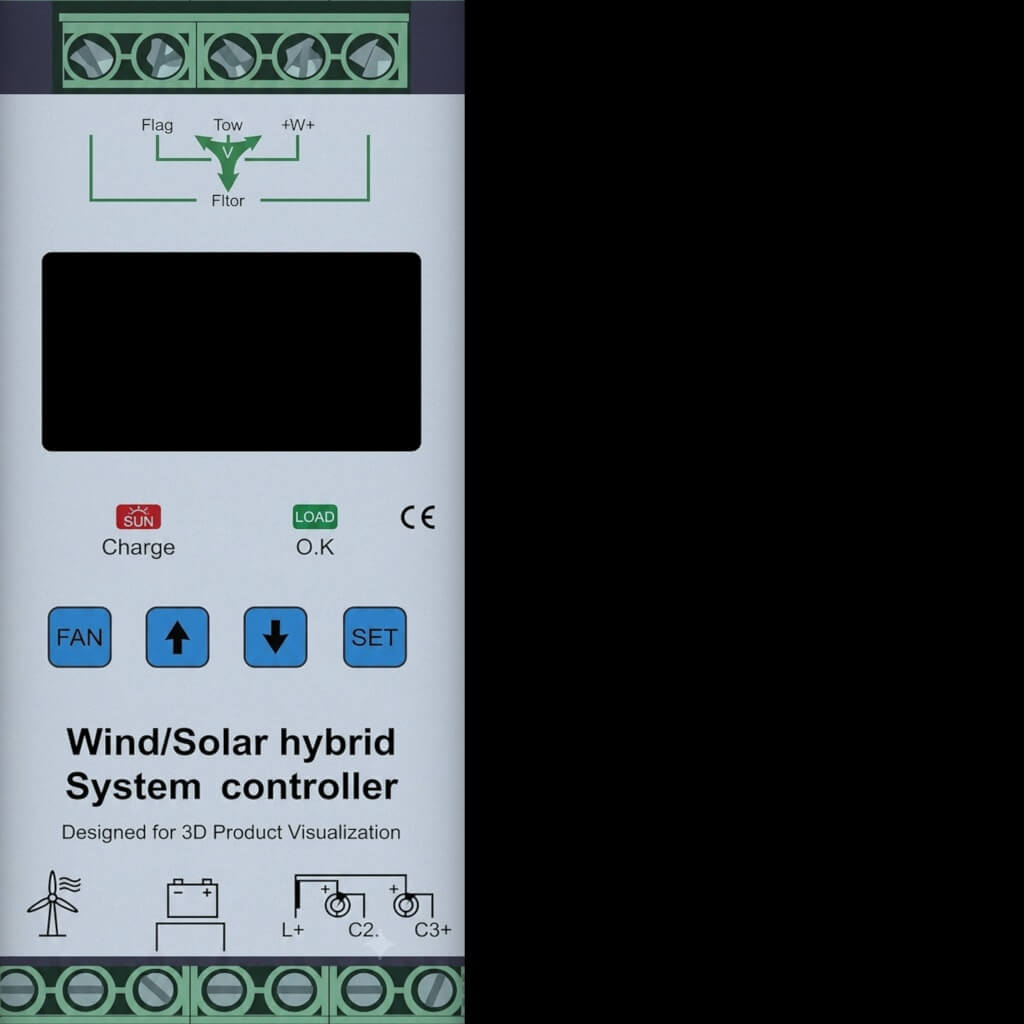 Flag Tow +W+
V
Fltor
SUN LOAD CE
Charge O.K
FAN SET
Wind/Solar hybrid
System controller
Designed for 3D Product Visualization
- +
+ +
L+ C2. C3+